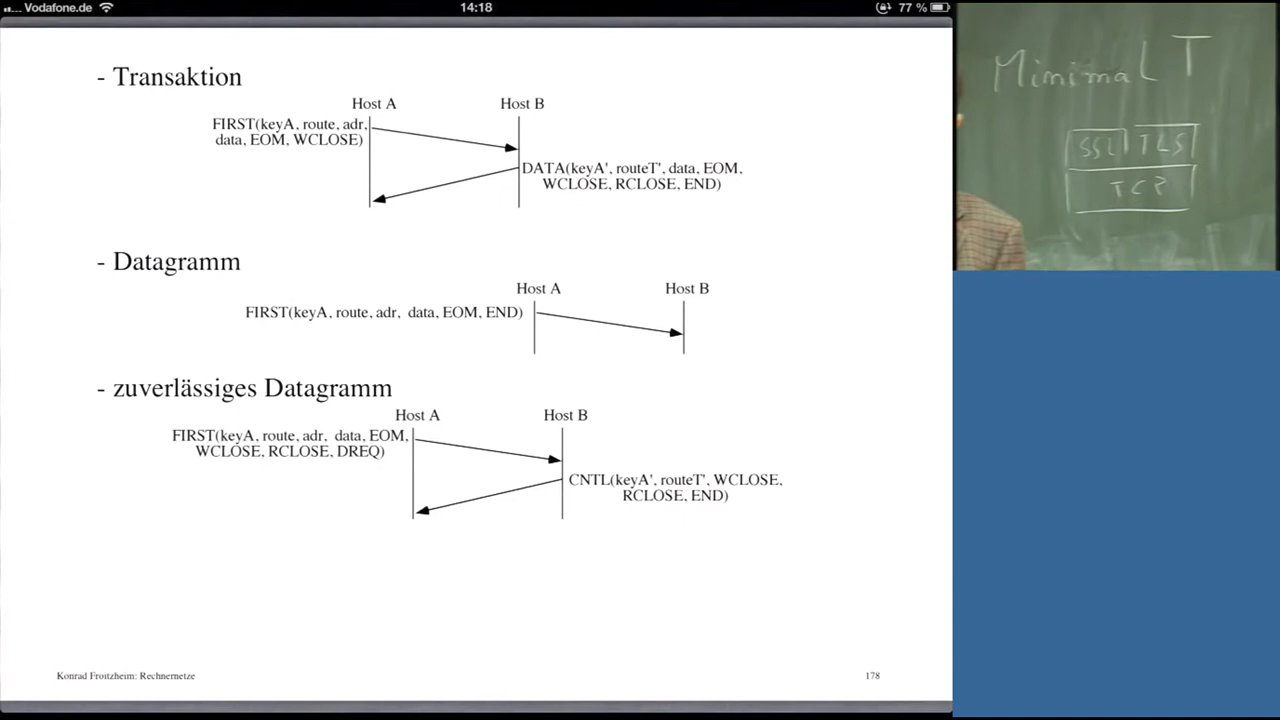 Vodafone.de
14:18
77 %
- Transaktion
Host A
Host B
FIRST(keyA, route, adr,
data, EOM, WCLOSE)
DATA(keyA', routeT', data, EOM,
WCLOSE, RCLOSE, END)
- Datagramm
Host A
Host B
FIRST(keyA, route, adr, data, EOM, END)
- zuverlässiges Datagramm
Host A
Host B
FIRST(keyA, route, adr, data, EOM,
WCLOSE, RCLOSE, DREQ)
CNTL(keyA', routeT', WCLOSE,
RCLOSE, END)
Konrad Froitzheim: Rechnernetze
178
MinimaL T
SSL TLS
TCP